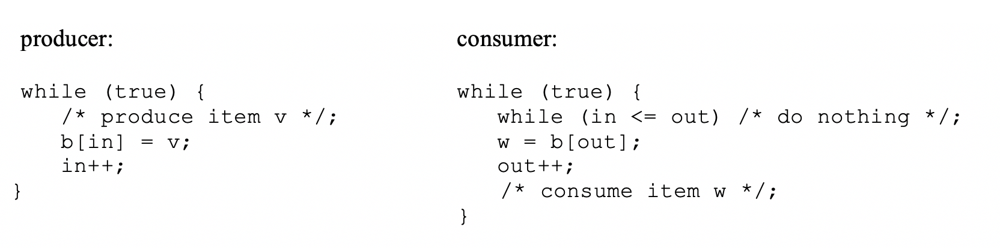 producer:
while (true) {
    /* produce item v */;
    b[in] = v;
    in++;
}
consumer:
while (true) {
    while (in <= out) /* do nothing */;
    w = b[out];
    out++;
    /* consume item w */;
}